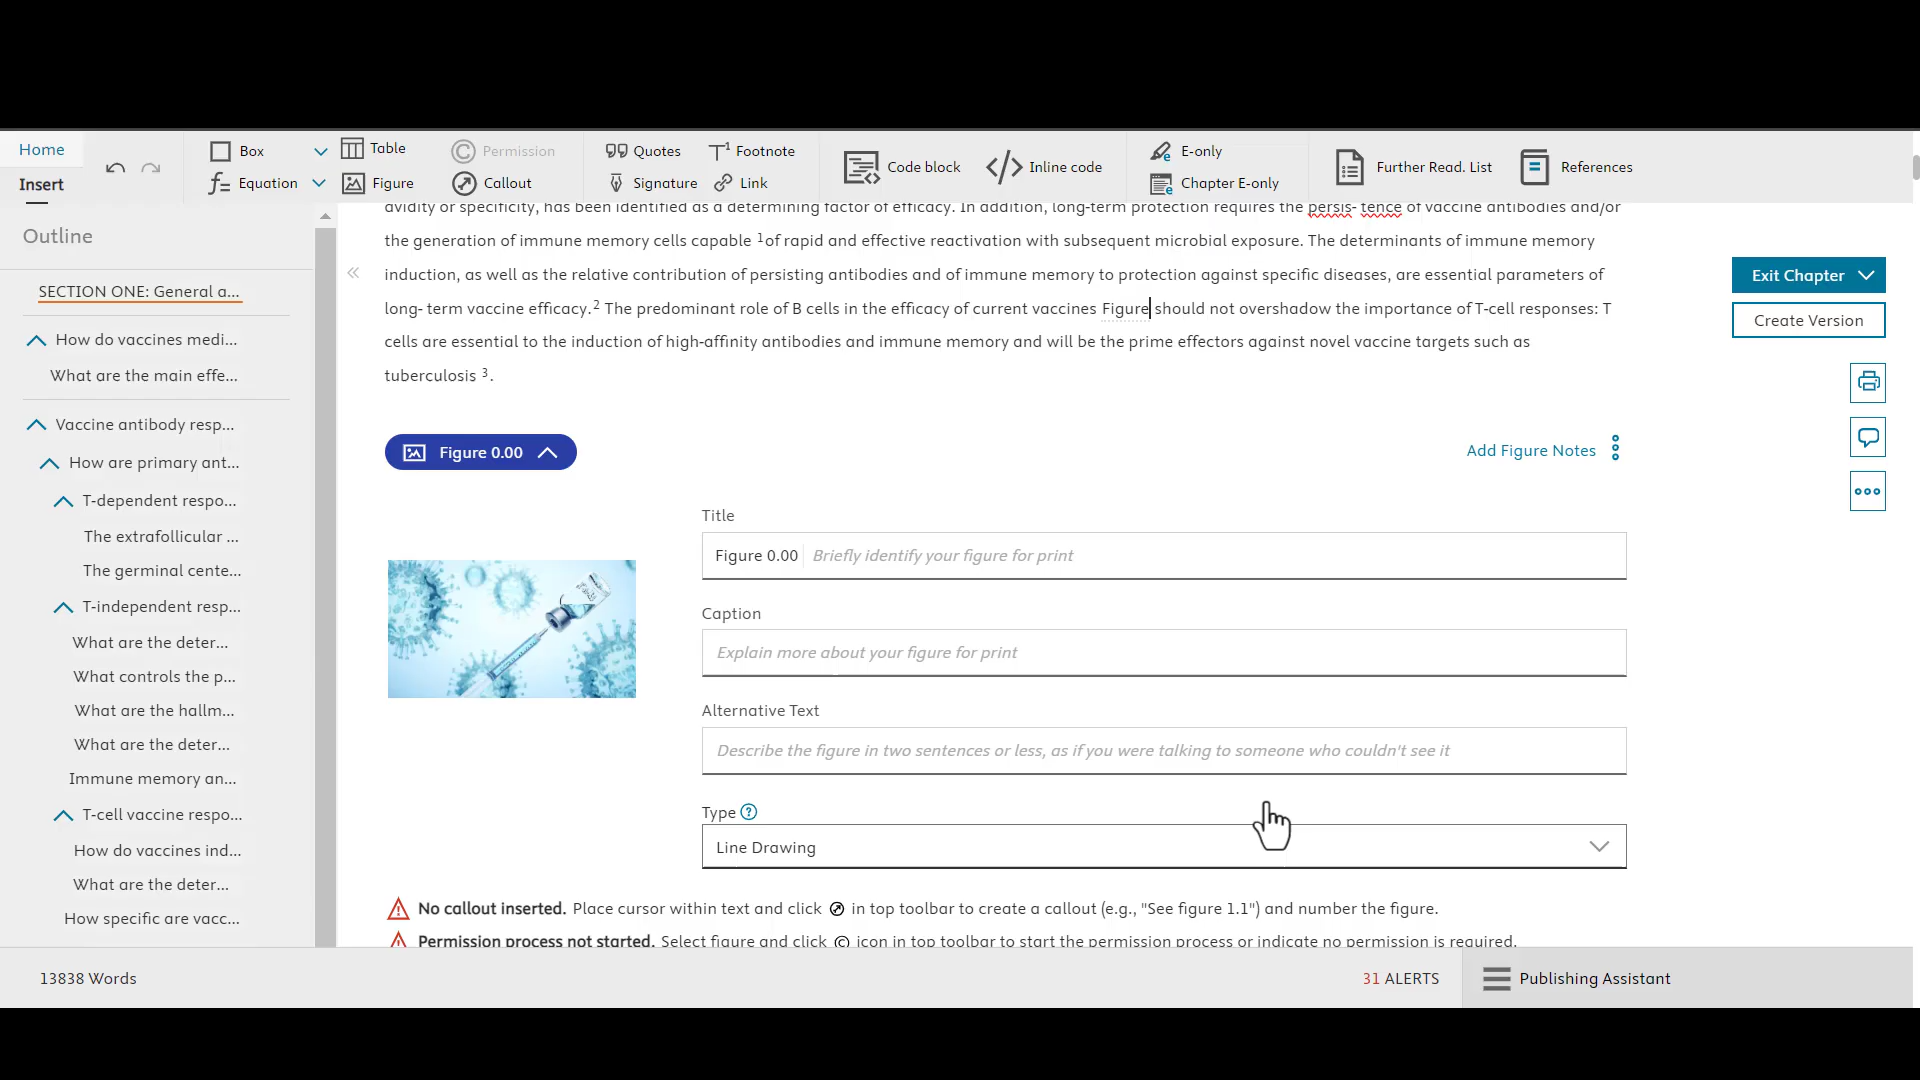 Home
Insert
Box
Equation
Table
Figure
Permission
Callout
Quotes
Signature
Footnote
Link
Code block
Inline code
E-only
Chapter E-only
Further Read. List
References
Outline
SECTION ONE: General a...
How do vaccines medi...
What are the main effe...
Vaccine antibody resp...
How are primary ant...
T-dependent respo...
The extrafollicular ...
The germinal cente...
T-independent resp...
What are the deter...
What controls the p...
What are the hallm...
What are the deter...
Immune memory an...
T-cell vaccine respo...
How do vaccines ind...
What are the deter...
How specific are vacc...
avidity or specificity, has been identified as a determining factor of efficacy. In addition, long-term protection requires the persis- tence of vaccine antibodies and/or
the generation of immune memory cells capable 1of rapid and effective reactivation with subsequent microbial exposure. The determinants of immune memory
induction, as well as the relative contribution of persisting antibodies and of immune memory to protection against specific diseases, are essential parameters of
long- term vaccine efficacy.2 The predominant role of B cells in the efficacy of current vaccines Figure should not overshadow the importance of T-cell responses: T
cells are essential to the induction of high-affinity antibodies and immune memory and will be the prime effectors against novel vaccine targets such as
tuberculosis 3.
Figure 0.00
Add Figure Notes
Title
Figure 0.00 Briefly identify your figure for print
Caption
Explain more about your figure for print
Alternative Text
Describe the figure in two sentences or less, as if you were talking to someone who couldn't see it
Type ?
Line Drawing
No callout inserted. Place cursor within text and click in top toolbar to create a callout (e.g., "See figure 1.1") and number the figure.
Permission process not started. Select figure and click © icon in top toolbar to start the permission process or indicate no permission is required.
Exit Chapter
Create Version
13838 Words
31 ALERTS
Publishing Assistant